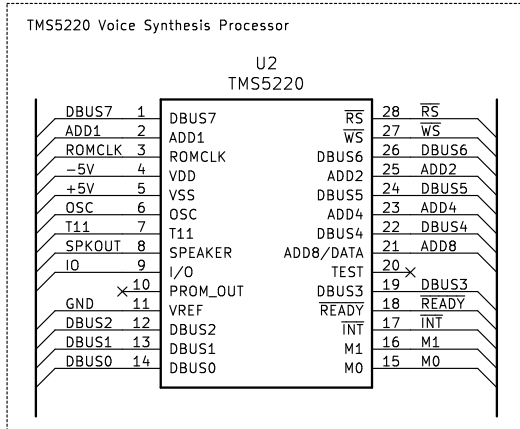 TMS5220 Voice Synthesis Processor
U2
TMS5220
DBUS7 1 DBUS7 RS 28 RS
ADD1 2 ADD1 WS 27 WS
ROMCLK 3 ROMCLK DBUS6 26 DBUS6
-5V 4 VDD ADD2 25 ADD2
+5V 5 VSS DBUS5 24 DBUS5
OSC 6 OSC ADD4 23 ADD4
T11 7 T11 DBUS4 22 DBUS4
SPKOUT 8 SPEAKER ADD8/DATA 21 ADD8
IO 9 I/O TEST 20
10 PROM_OUT DBUS3 19 DBUS3
GND 11 VREF READY 18 READY
DBUS2 12 DBUS2 INT 17 INT
DBUS1 13 DBUS1 M1 16 M1
DBUS0 14 DBUS0 M0 15 M0